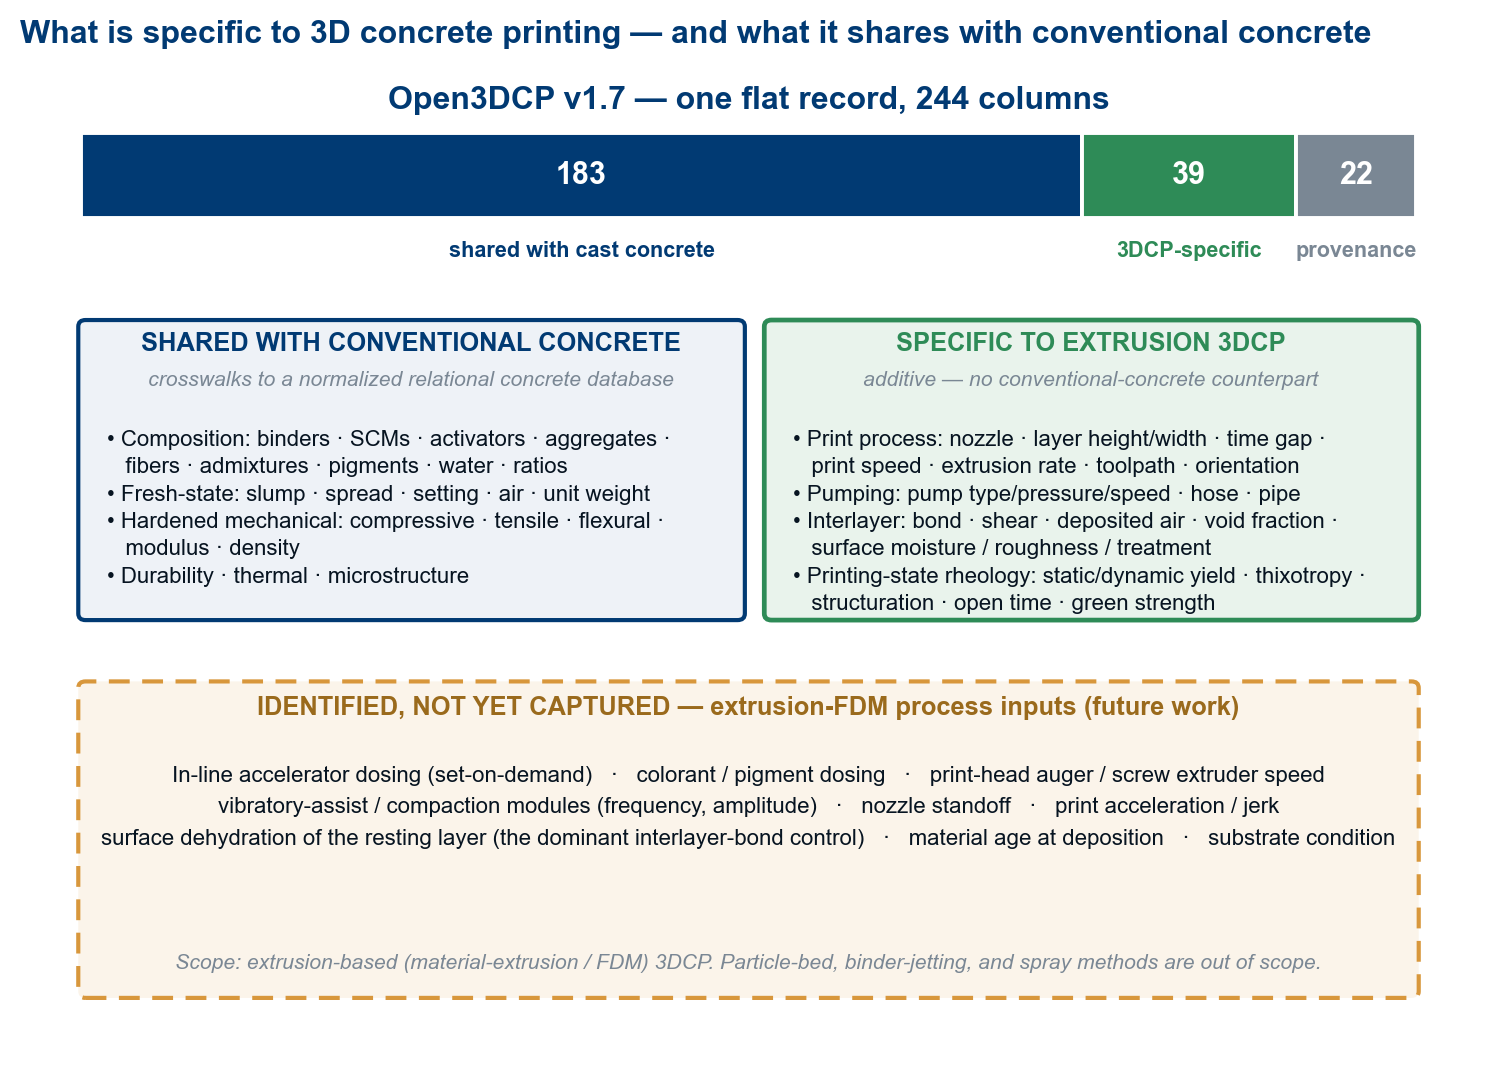 What is specific to 3D concrete printing — and what it shares with conventional concrete
Open3DCP v1.7 — one flat record, 244 columns
183
39
22
shared with cast concrete
3DCP-specific
provenance
SHARED WITH CONVENTIONAL CONCRETE
crosswalks to a normalized relational concrete database
• Composition: binders · SCMs · activators · aggregates ·
fibers · admixtures · pigments · water · ratios
• Fresh-state: slump · spread · setting · air · unit weight
• Hardened mechanical: compressive · tensile · flexural ·
modulus · density
• Durability · thermal · microstructure
SPECIFIC TO EXTRUSION 3DCP
additive — no conventional-concrete counterpart
• Print process: nozzle · layer height/width · time gap ·
print speed · extrusion rate · toolpath · orientation
• Pumping: pump type/pressure/speed · hose · pipe
• Interlayer: bond · shear · deposited air · void fraction ·
surface moisture / roughness / treatment
• Printing-state rheology: static/dynamic yield · thixotropy ·
structuration · open time · green strength
IDENTIFIED, NOT YET CAPTURED — extrusion-FDM process inputs (future work)
In-line accelerator dosing (set-on-demand) · colorant / pigment dosing · print-head auger / screw extruder speed
vibratory-assist / compaction modules (frequency, amplitude) · nozzle standoff · print acceleration / jerk
surface dehydration of the resting layer (the dominant interlayer-bond control) · material age at deposition · substrate condition
Scope: extrusion-based (material-extrusion / FDM) 3DCP. Particle-bed, binder-jetting, and spray methods are out of scope.